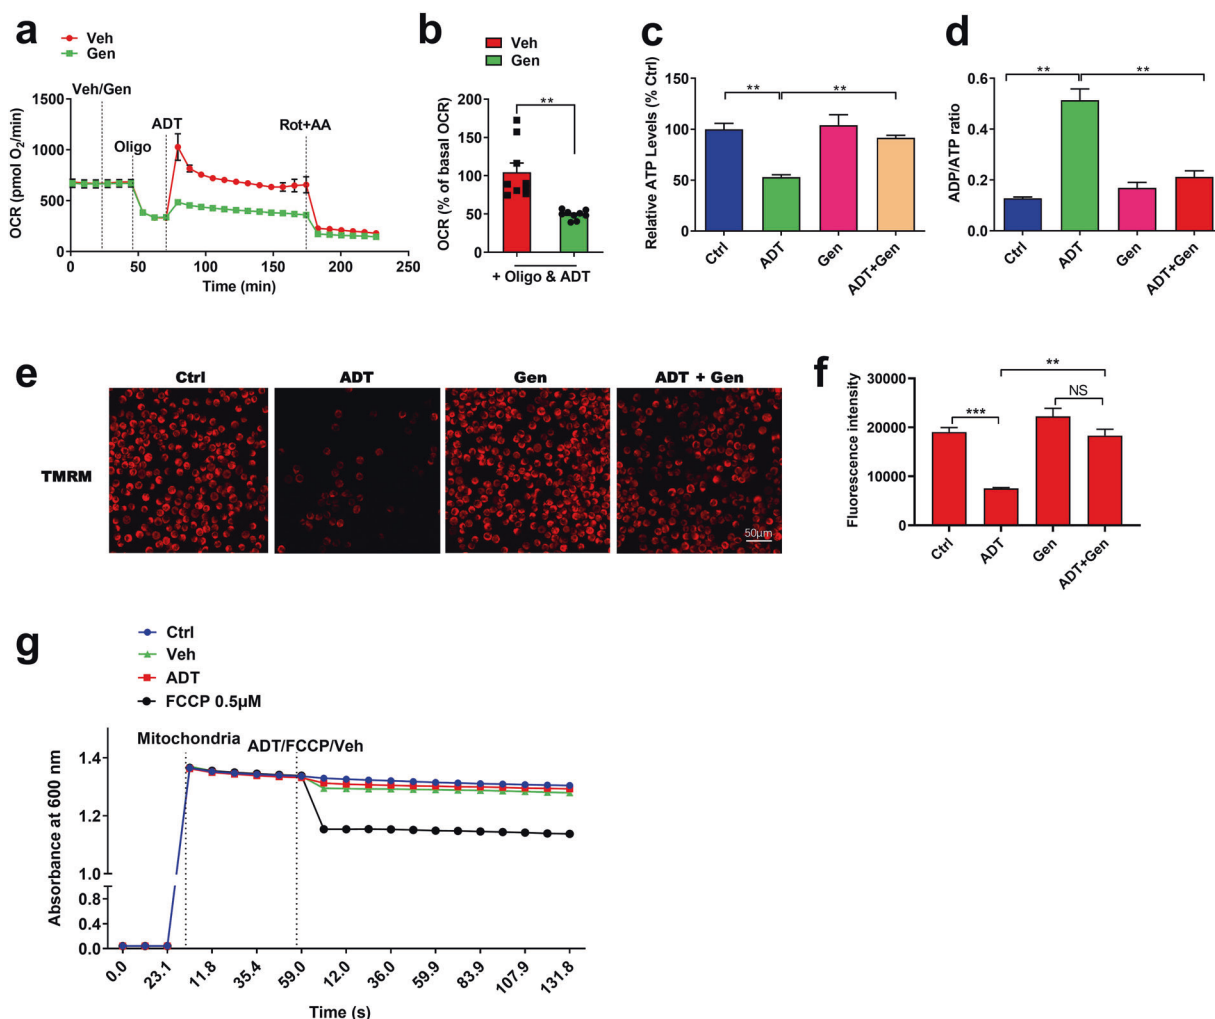 a
Veh
Gen
Veh/Gen
Oligo
ADT
Rot+AA
OCR (pmol O2/min)
1500
1000
500
0
0
50
100
150
200
250
Time (min)
b
Veh
Gen
**
OCR (% of basal OCR)
200
150
100
50
0
+ Oligo & ADT
c
Relative ATP Levels (% Ctrl)
150
100
50
0
**
**
Ctrl
ADT
Gen
ADT+Gen
d
ADP/ATP ratio
0.6
0.4
0.2
0.0
**
**
Ctrl
ADT
Gen
ADT+Gen
e
Ctrl
ADT
Gen
ADT + Gen
TMRM
50μm
f
Fluorescence intensity
30000
20000
10000
0
**
***
NS
Ctrl
ADT
Gen
ADT+Gen
g
Ctrl
Veh
ADT
FCCP 0.5μM
Mitochondria
ADT/FCCP/Veh
Absorbance at 600 nm
1.4
1.2
1.0
0.8
0.4
0.0
0.0
23.1
11.8
35.4
59.0
12.0
36.0
59.9
83.9
107.9
131.8
Time (s)